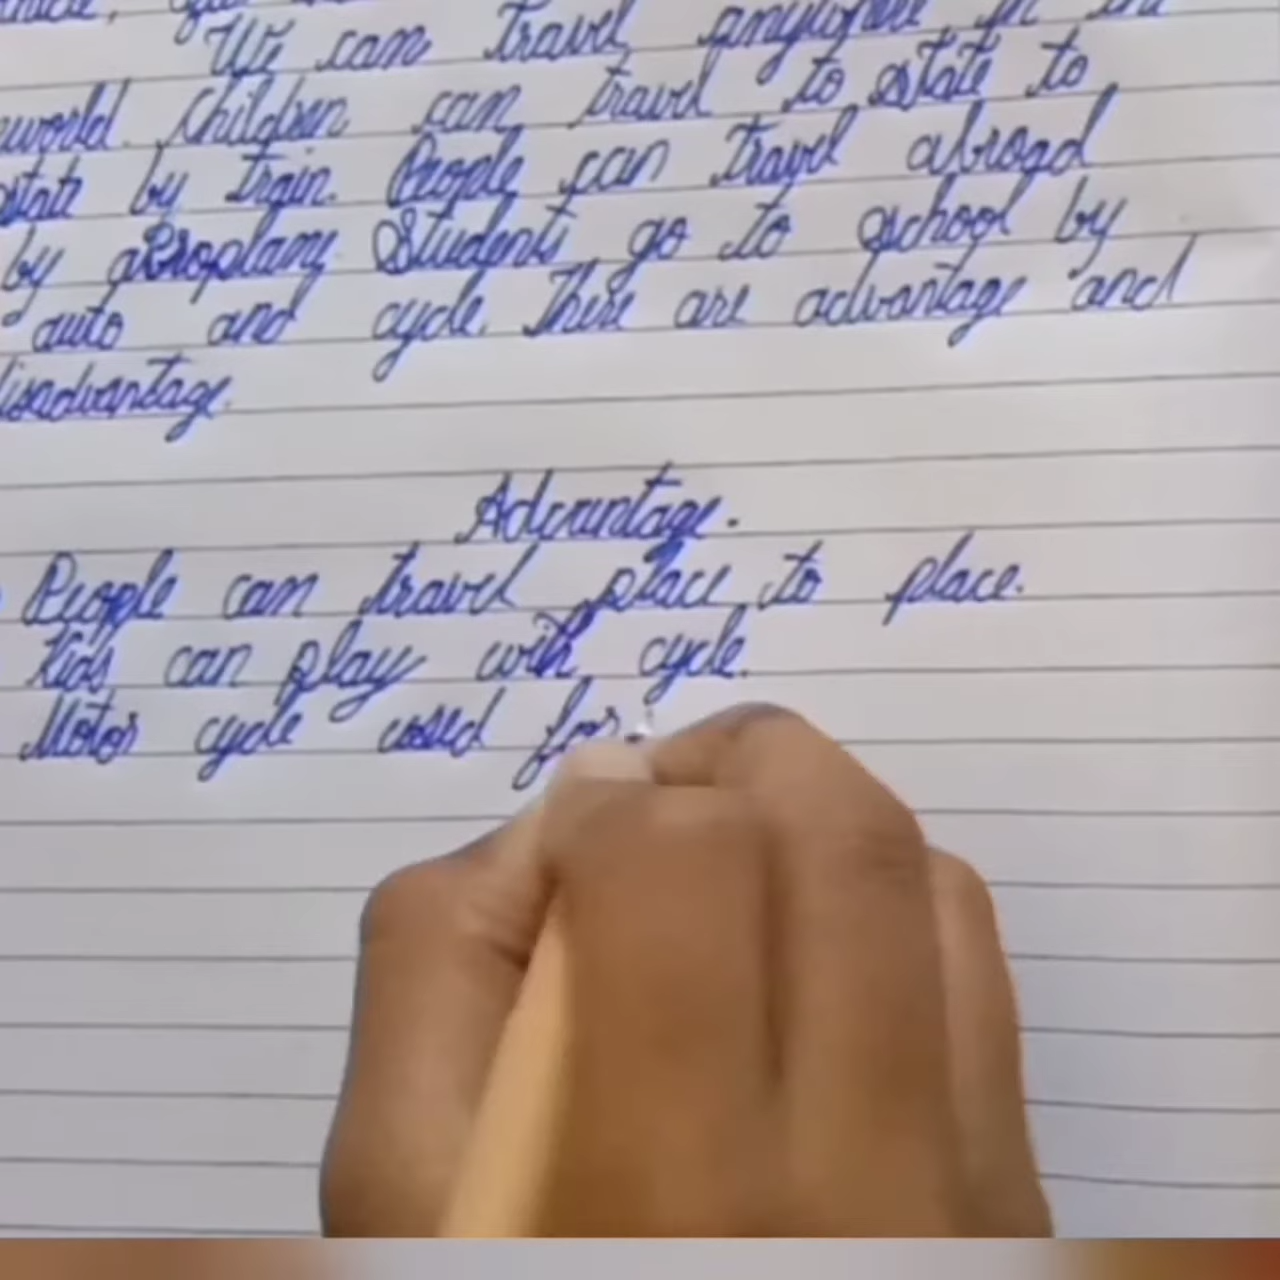 We can travel anywhere in the
world. Children can travel to state to
state by train. People can travel abroad
by aeroplane. Students go to school by
auto and cycle. There are advantage and
disadvantage.
Advantage.
People can travel place to place.
Kids can play with cycle.
Motor cycle used for